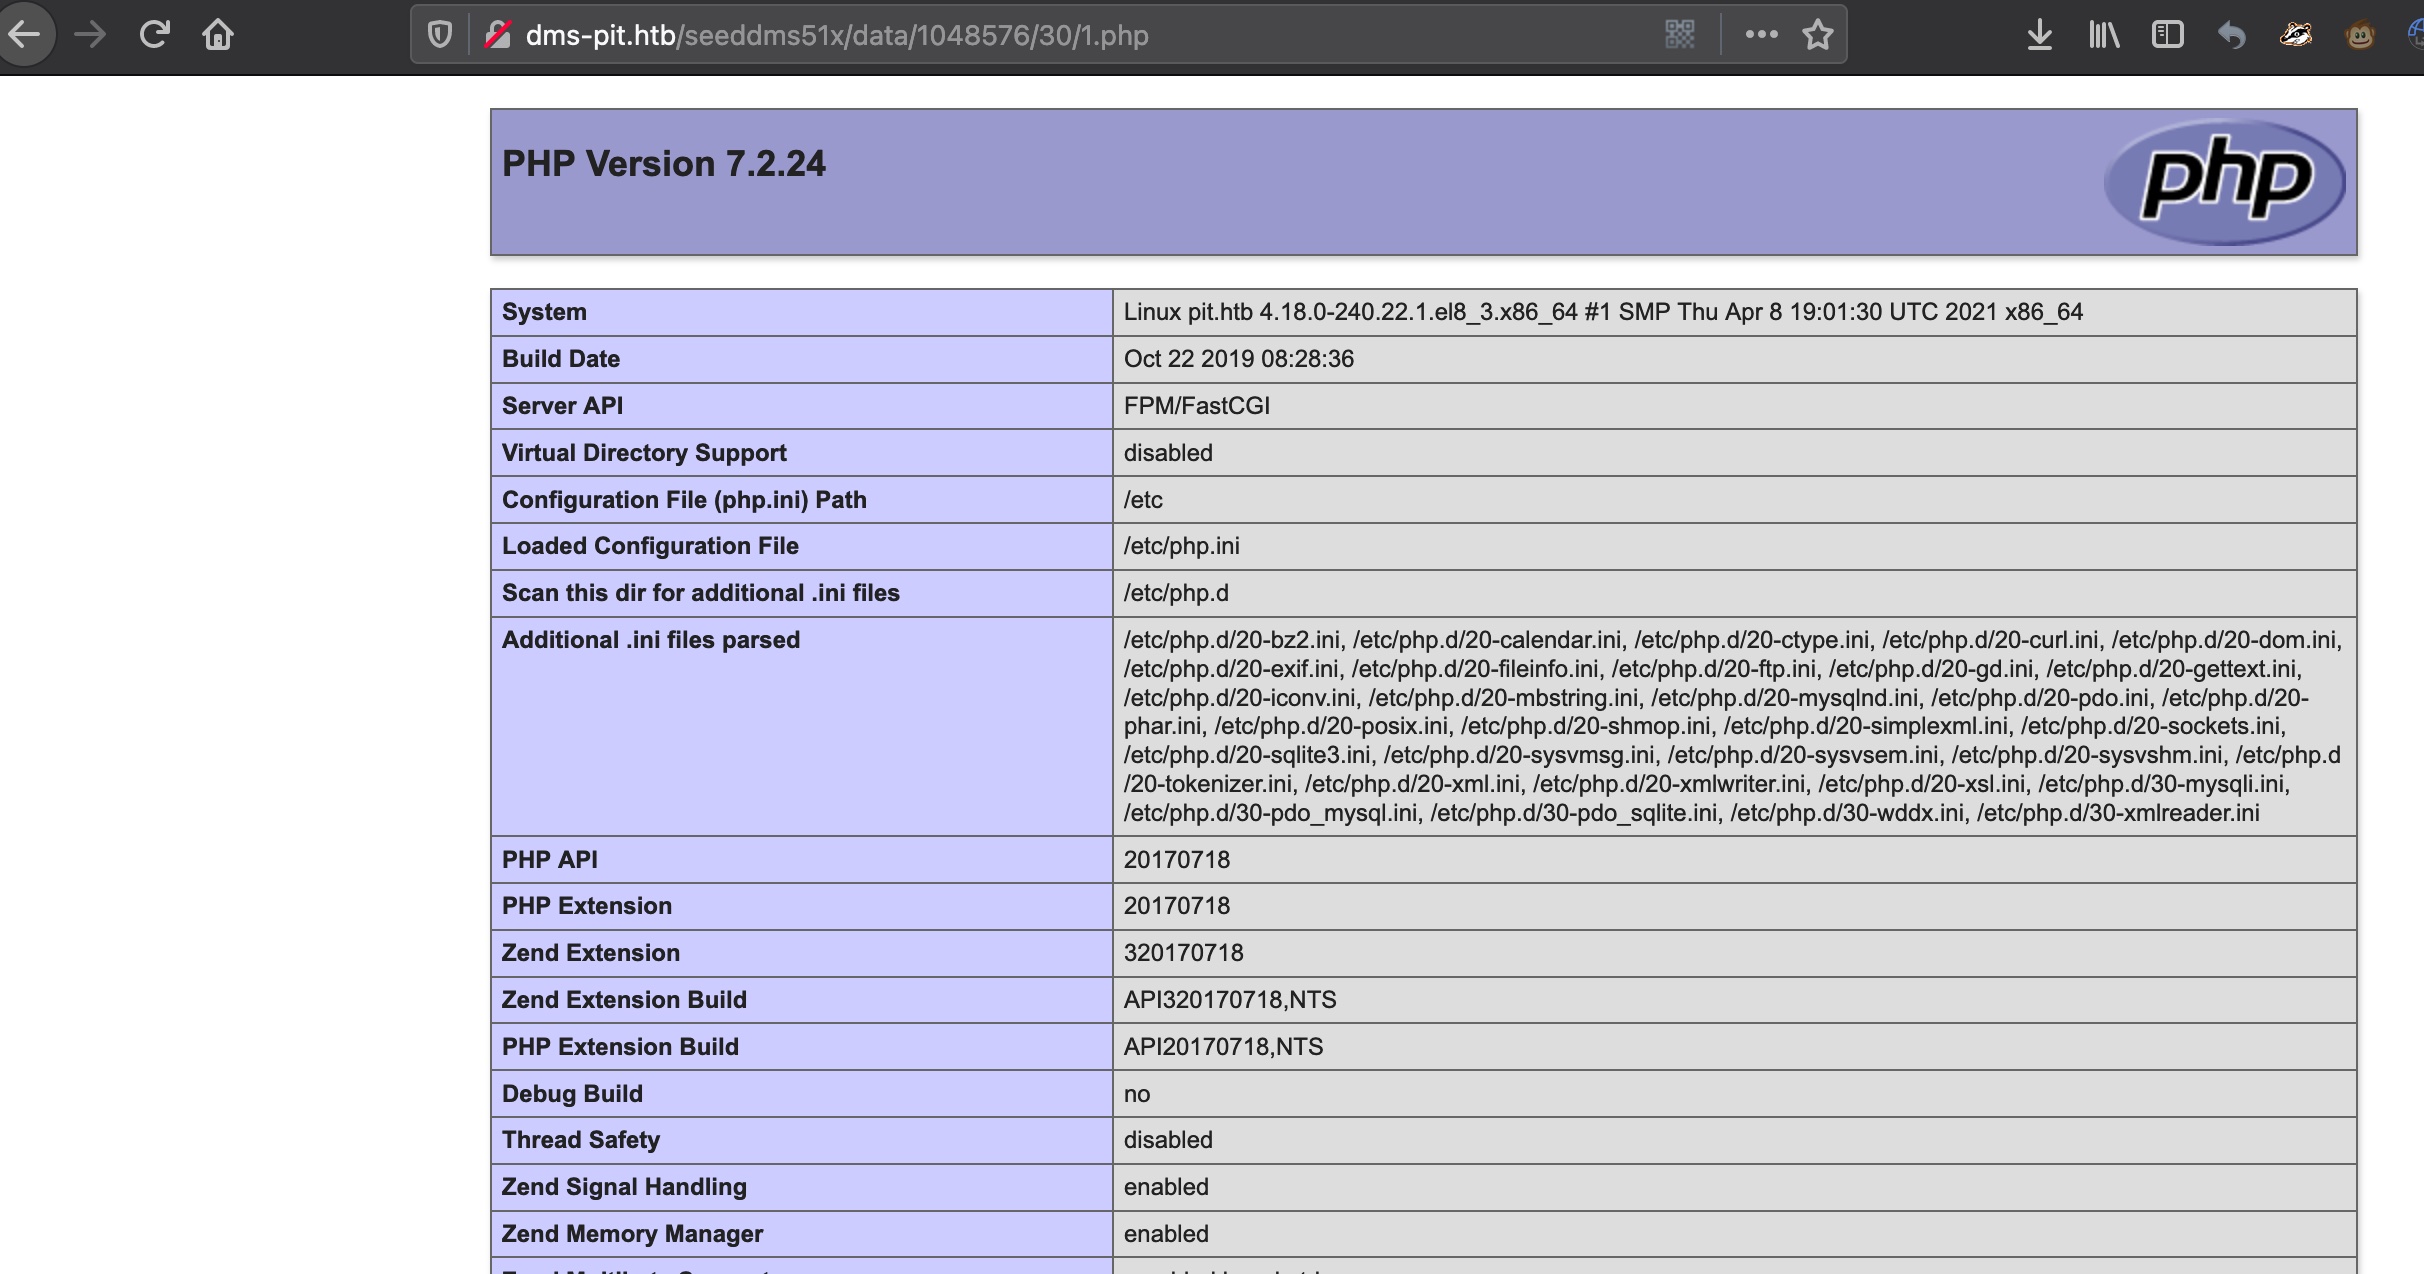 dms-pit.htb/seeddms51x/data/1048576/30/1.php
PHP Version 7.2.24
php
System
Linux pit.htb 4.18.0-240.22.1.el8_3.x86_64 #1 SMP Thu Apr 8 19:01:30 UTC 2021 x86_64
Build Date
Oct 22 2019 08:28:36
Server API
FPM/FastCGI
Virtual Directory Support
disabled
Configuration File (php.ini) Path
/etc
Loaded Configuration File
/etc/php.ini
Scan this dir for additional .ini files
/etc/php.d
Additional .ini files parsed
/etc/php.d/20-bz2.ini, /etc/php.d/20-calendar.ini, /etc/php.d/20-ctype.ini, /etc/php.d/20-curl.ini, /etc/php.d/20-dom.ini,
/etc/php.d/20-exif.ini, /etc/php.d/20-fileinfo.ini, /etc/php.d/20-ftp.ini, /etc/php.d/20-gd.ini, /etc/php.d/20-gettext.ini,
/etc/php.d/20-iconv.ini, /etc/php.d/20-mbstring.ini, /etc/php.d/20-mysqlnd.ini, /etc/php.d/20-pdo.ini, /etc/php.d/20-
phar.ini, /etc/php.d/20-posix.ini, /etc/php.d/20-shmop.ini, /etc/php.d/20-simplexml.ini, /etc/php.d/20-sockets.ini,
/etc/php.d/20-sqlite3.ini, /etc/php.d/20-sysvmsg.ini, /etc/php.d/20-sysvsem.ini, /etc/php.d/20-sysvshm.ini, /etc/php.d
/20-tokenizer.ini, /etc/php.d/20-xml.ini, /etc/php.d/20-xmlwriter.ini, /etc/php.d/20-xsl.ini, /etc/php.d/30-mysqli.ini,
/etc/php.d/30-pdo_mysql.ini, /etc/php.d/30-pdo_sqlite.ini, /etc/php.d/30-wddx.ini, /etc/php.d/30-xmlreader.ini
PHP API
20170718
PHP Extension
20170718
Zend Extension
320170718
Zend Extension Build
API320170718,NTS
PHP Extension Build
API20170718,NTS
Debug Build
no
Thread Safety
disabled
Zend Signal Handling
enabled
Zend Memory Manager
enabled